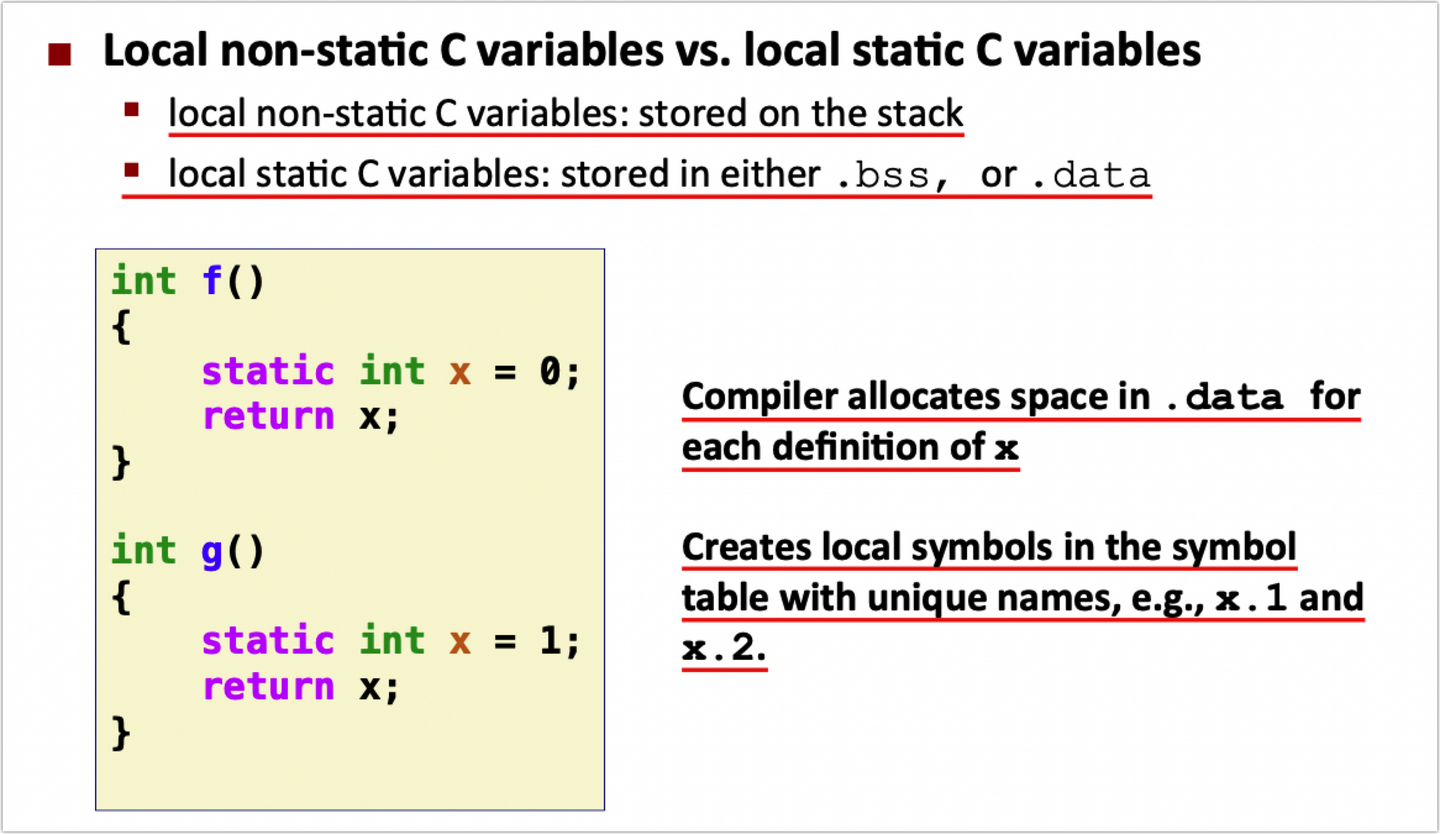 Local non-static C variables vs. local static C variables
local non-static C variables: stored on the stack
local static C variables: stored in either .bss, or .data
int f()
{
    static int x = 0;
    return x;
}

int g()
{
    static int x = 1;
    return x;
}
Compiler allocates space in .data for
each definition of x
Creates local symbols in the symbol
table with unique names, e.g., x.1 and
x.2.